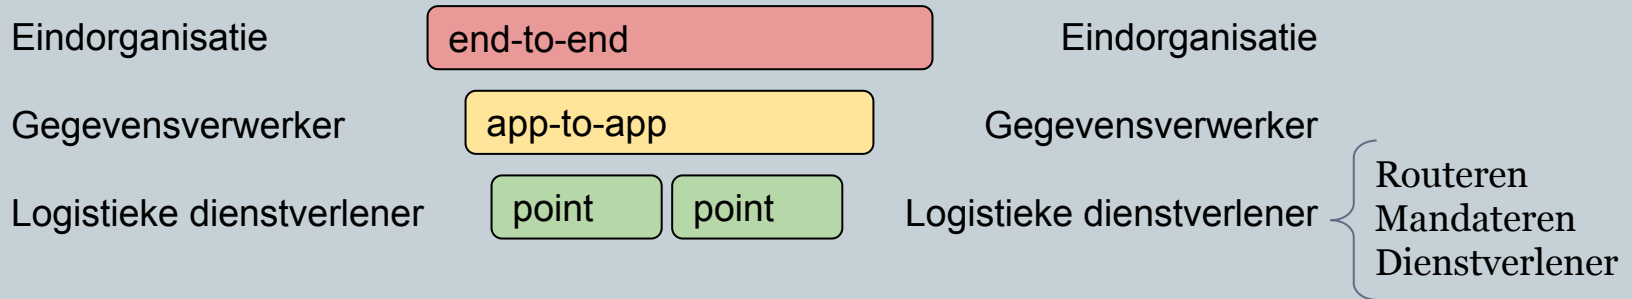 Eindorganisatie end-to-end Eindorganisatie
Gegevensverwerker app-to-app Gegevensverwerker
Logistieke dienstverlener point point Logistieke dienstverlener
Routeren
Mandateren
Dienstverlener